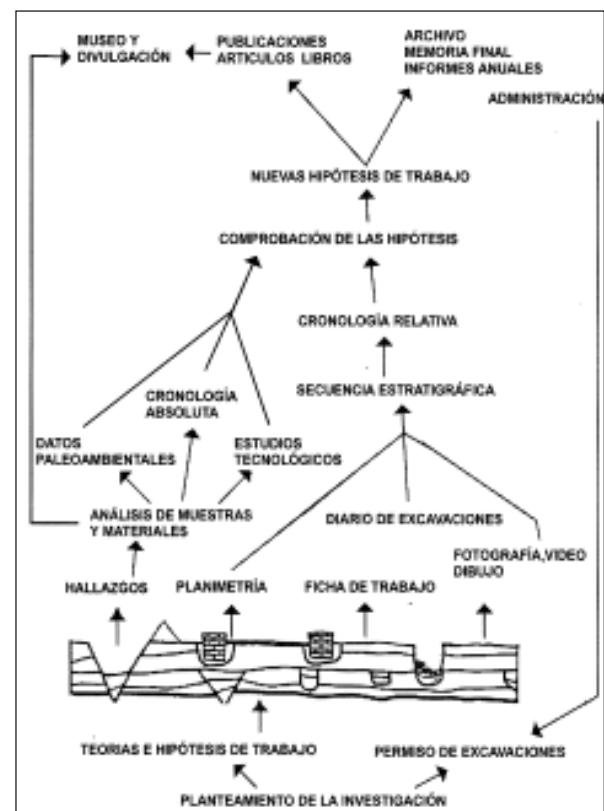 MUSEO Y
DIVULGACIÓN
PUBLICACIONES
ARTICULOS LIBROS
ARCHIVO
MEMORIA FINAL
INFORMES ANUALES
ADMINISTRACIÓN
NUEVAS HIPÓTESIS DE TRABAJO
COMPROBACIÓN DE LAS HIPÓTESIS
CRONOLOGÍA RELATIVA
SECUENCIA ESTRATIGRÁFICA
CRONOLOGÍA
ABSOLUTA
DATOS
PALEOAMBIENTALES
ESTUDIOS
TECNOLÓGICOS
ANÁLISIS DE MUESTRAS
Y MATERIALES
DIARIO DE EXCAVACIONES
FOTOGRAFÍA,VIDEO
DIBUJO
HALLAZGOS
PLANIMETRÍA
FICHA DE TRABAJO
TEORIAS E HIPÓTESIS DE TRABAJO
PERMISO DE EXCAVACIONES
PLANTEAMIENTO DE LA INVESTIGACIÓN